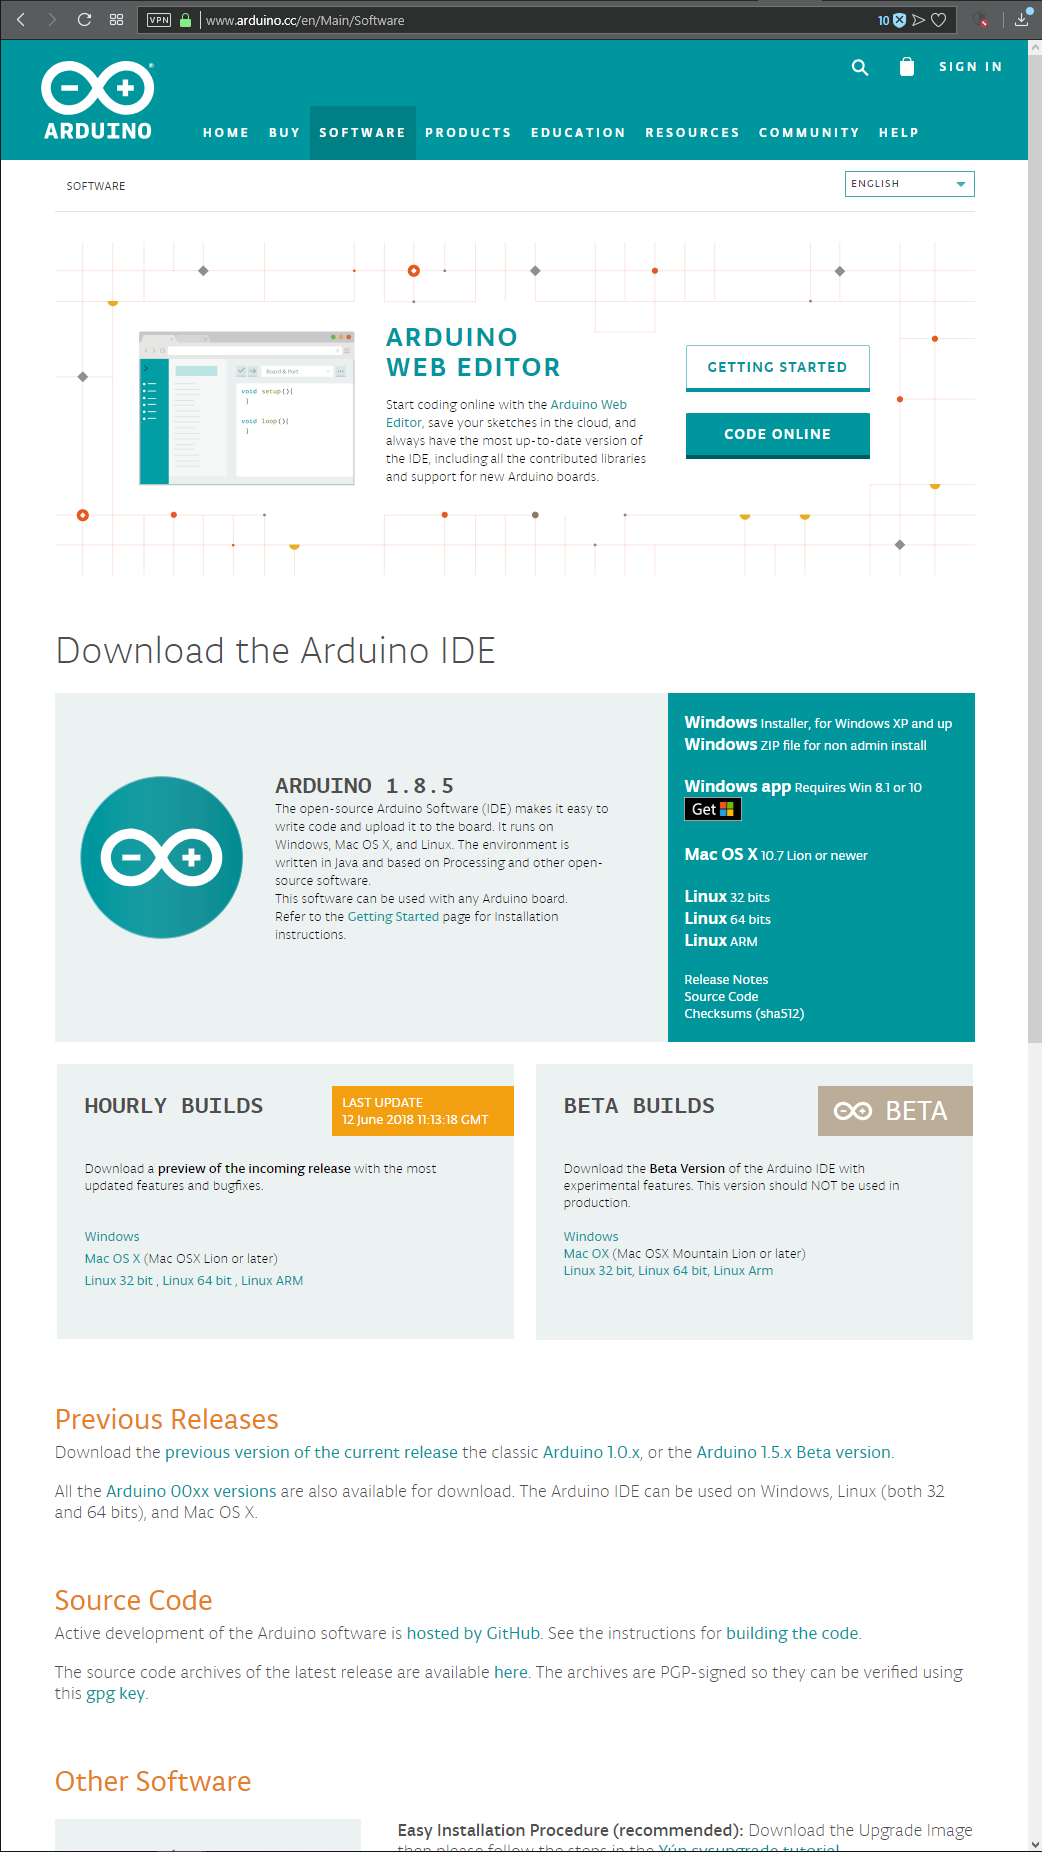 VPN
www.arduino.cc/en/Main/Software
10
ARDUINO
SIGN IN
HOME BUY SOFTWARE PRODUCTS EDUCATION RESOURCES COMMUNITY HELP
SOFTWARE
ENGLISH
Board & Port
void setup(){
}
void loop(){
}
ARDUINO
WEB EDITOR
Start coding online with the Arduino Web
Editor, save your sketches in the cloud, and
always have the most up-to-date version of
the IDE, including all the contributed libraries
and support for new Arduino boards.
GETTING STARTED
CODE ONLINE
Download the Arduino IDE
ARDUINO 1.8.5
The open-source Arduino Software (IDE) makes it easy to
write code and upload it to the board. It runs on
Windows, Mac OS X, and Linux. The environment is
written in Java and based on Processing and other open-
source software.
This software can be used with any Arduino board.
Refer to the Getting Started page for Installation
instructions.
Windows Installer, for Windows XP and up
Windows ZIP file for non admin install
Windows app Requires Win 8.1 or 10
Get
Mac OS X 10.7 Lion or newer
Linux 32 bits
Linux 64 bits
Linux ARM
Release Notes
Source Code
Checksums (sha512)
HOURLY BUILDS
LAST UPDATE
12 June 2018 11:13:18 GMT
Download a preview of the incoming release with the most
updated features and bugfixes.
Windows
Mac OS X (Mac OSX Lion or later)
Linux 32 bit , Linux 64 bit , Linux ARM
BETA BUILDS
BETA
Download the Beta Version of the Arduino IDE with
experimental features. This version should NOT be used in
production.
Windows
Mac OX (Mac OSX Mountain Lion or later)
Linux 32 bit, Linux 64 bit, Linux Arm
Previous Releases
Download the previous version of the current release the classic Arduino 1.0.x, or the Arduino 1.5.x Beta version.
All the Arduino 00xx versions are also available for download. The Arduino IDE can be used on Windows, Linux (both 32
and 64 bits), and Mac OS X.
Source Code
Active development of the Arduino software is hosted by GitHub. See the instructions for building the code.
The source code archives of the latest release are available here. The archives are PGP-signed so they can be verified using
this gpg key.
Other Software
Easy Installation Procedure (recommended): Download the Upgrade Image
then please follow the steps in the Yún sysupgrade tutorial